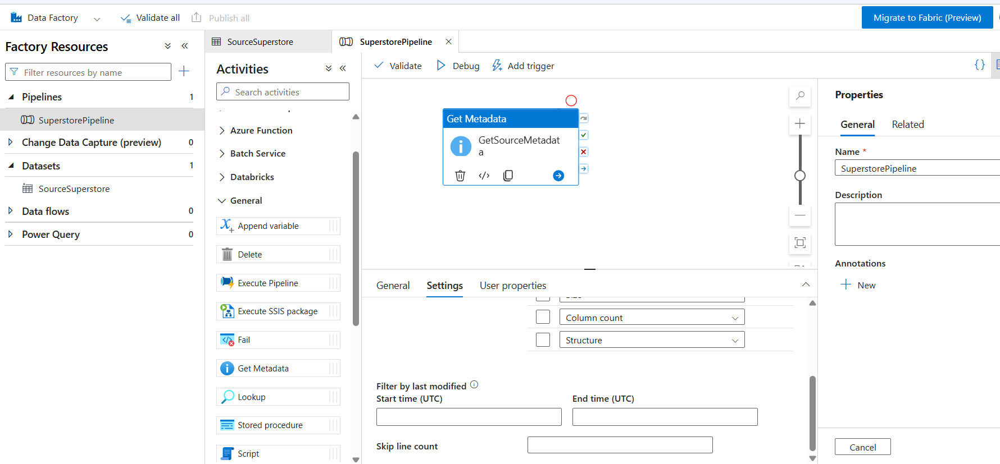 Data Factory
Validate all
Publish all
Migrate to Fabric (Preview)
Factory Resources
Filter resources by name
Pipelines 1
SuperstorePipeline
Change Data Capture (preview) 0
Datasets 1
SourceSuperstore
Data flows 0
Power Query 0
SourceSuperstore
SuperstorePipeline
Activities
Search activities
Azure Function
Batch Service
Databricks
General
Append variable
Delete
Execute Pipeline
Execute SSIS package
Fail
Get Metadata
Lookup
Stored procedure
Script
Validate
Debug
Add trigger
{}
Get Metadata
GetSourceMetadat
a
General
Settings
User properties
Column count
Structure
Filter by last modified
Start time (UTC)
End time (UTC)
Skip line count
Properties
General
Related
Name *
SuperstorePipeline
Description
Annotations
New
Cancel